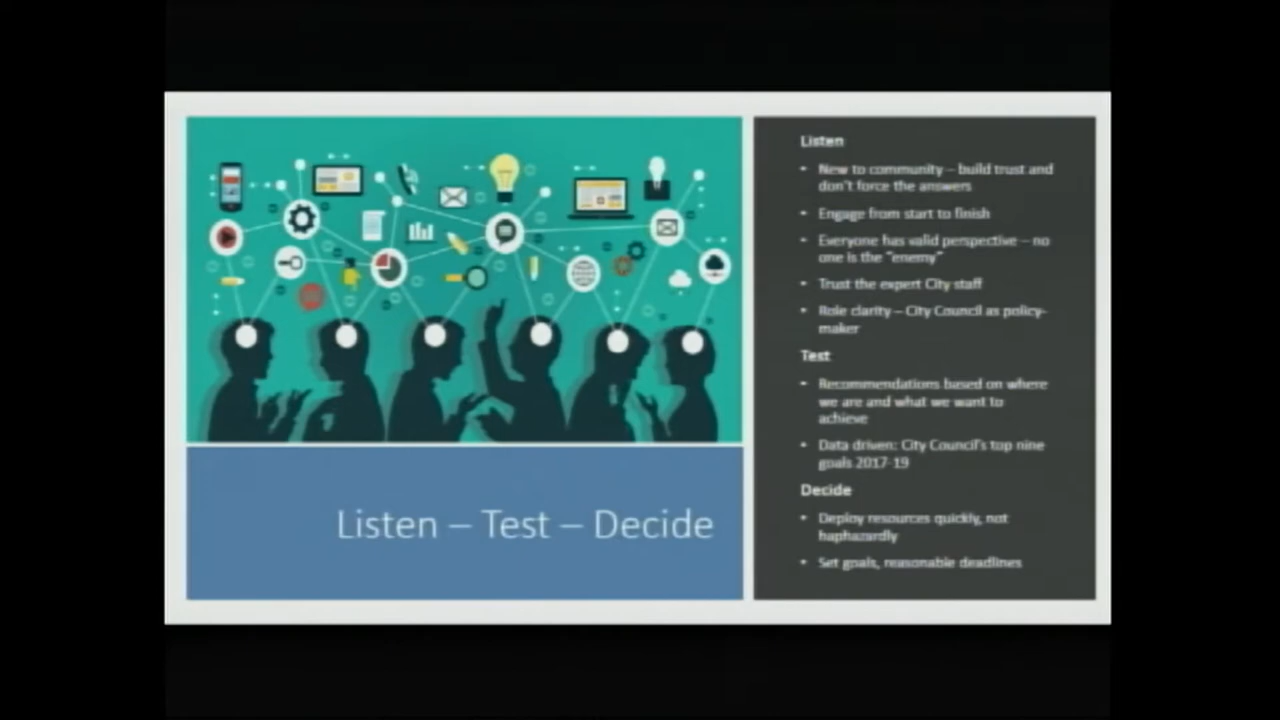 Listen – Test – Decide
Listen
• New to community – build trust and
don't force the answers
• Engage from start to finish
• Everyone has valid perspective – no
one is the "enemy"
• Trust the expert City staff
• Role clarity – City Council as policy-
maker
Test
• Recommendations based on where
we are and what we want to
achieve
• Data driven: City Council's top nine
goals 2017-19
Decide
• Deploy resources quickly, not
haphazardly
• Set goals, reasonable deadlines